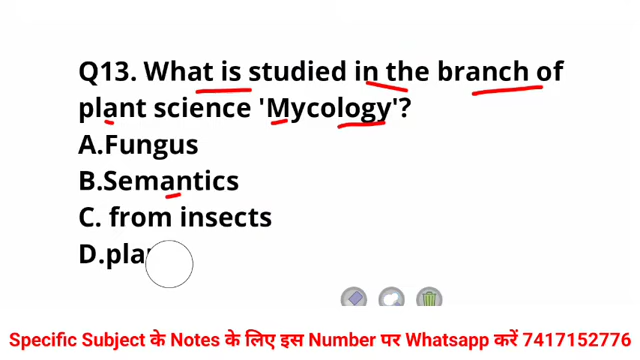 Q13. What is studied in the branch of
plant science 'Mycology'?
A.Fungus
B.Semantics
C. from insects
Specific Subject के Notes के लिए इस Number पर Whatsapp करें 7417152776